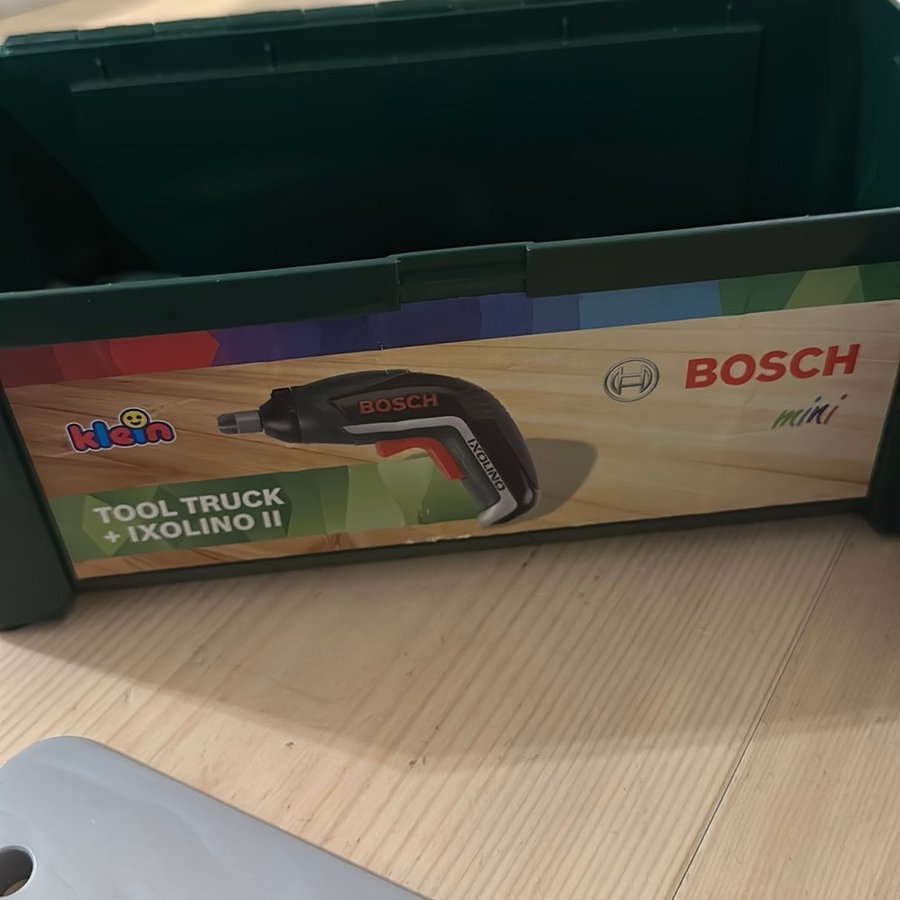 klein
BOSCH
IXOLINO
BOSCH
mini
TOOL TRUCK
+ IXOLINO II